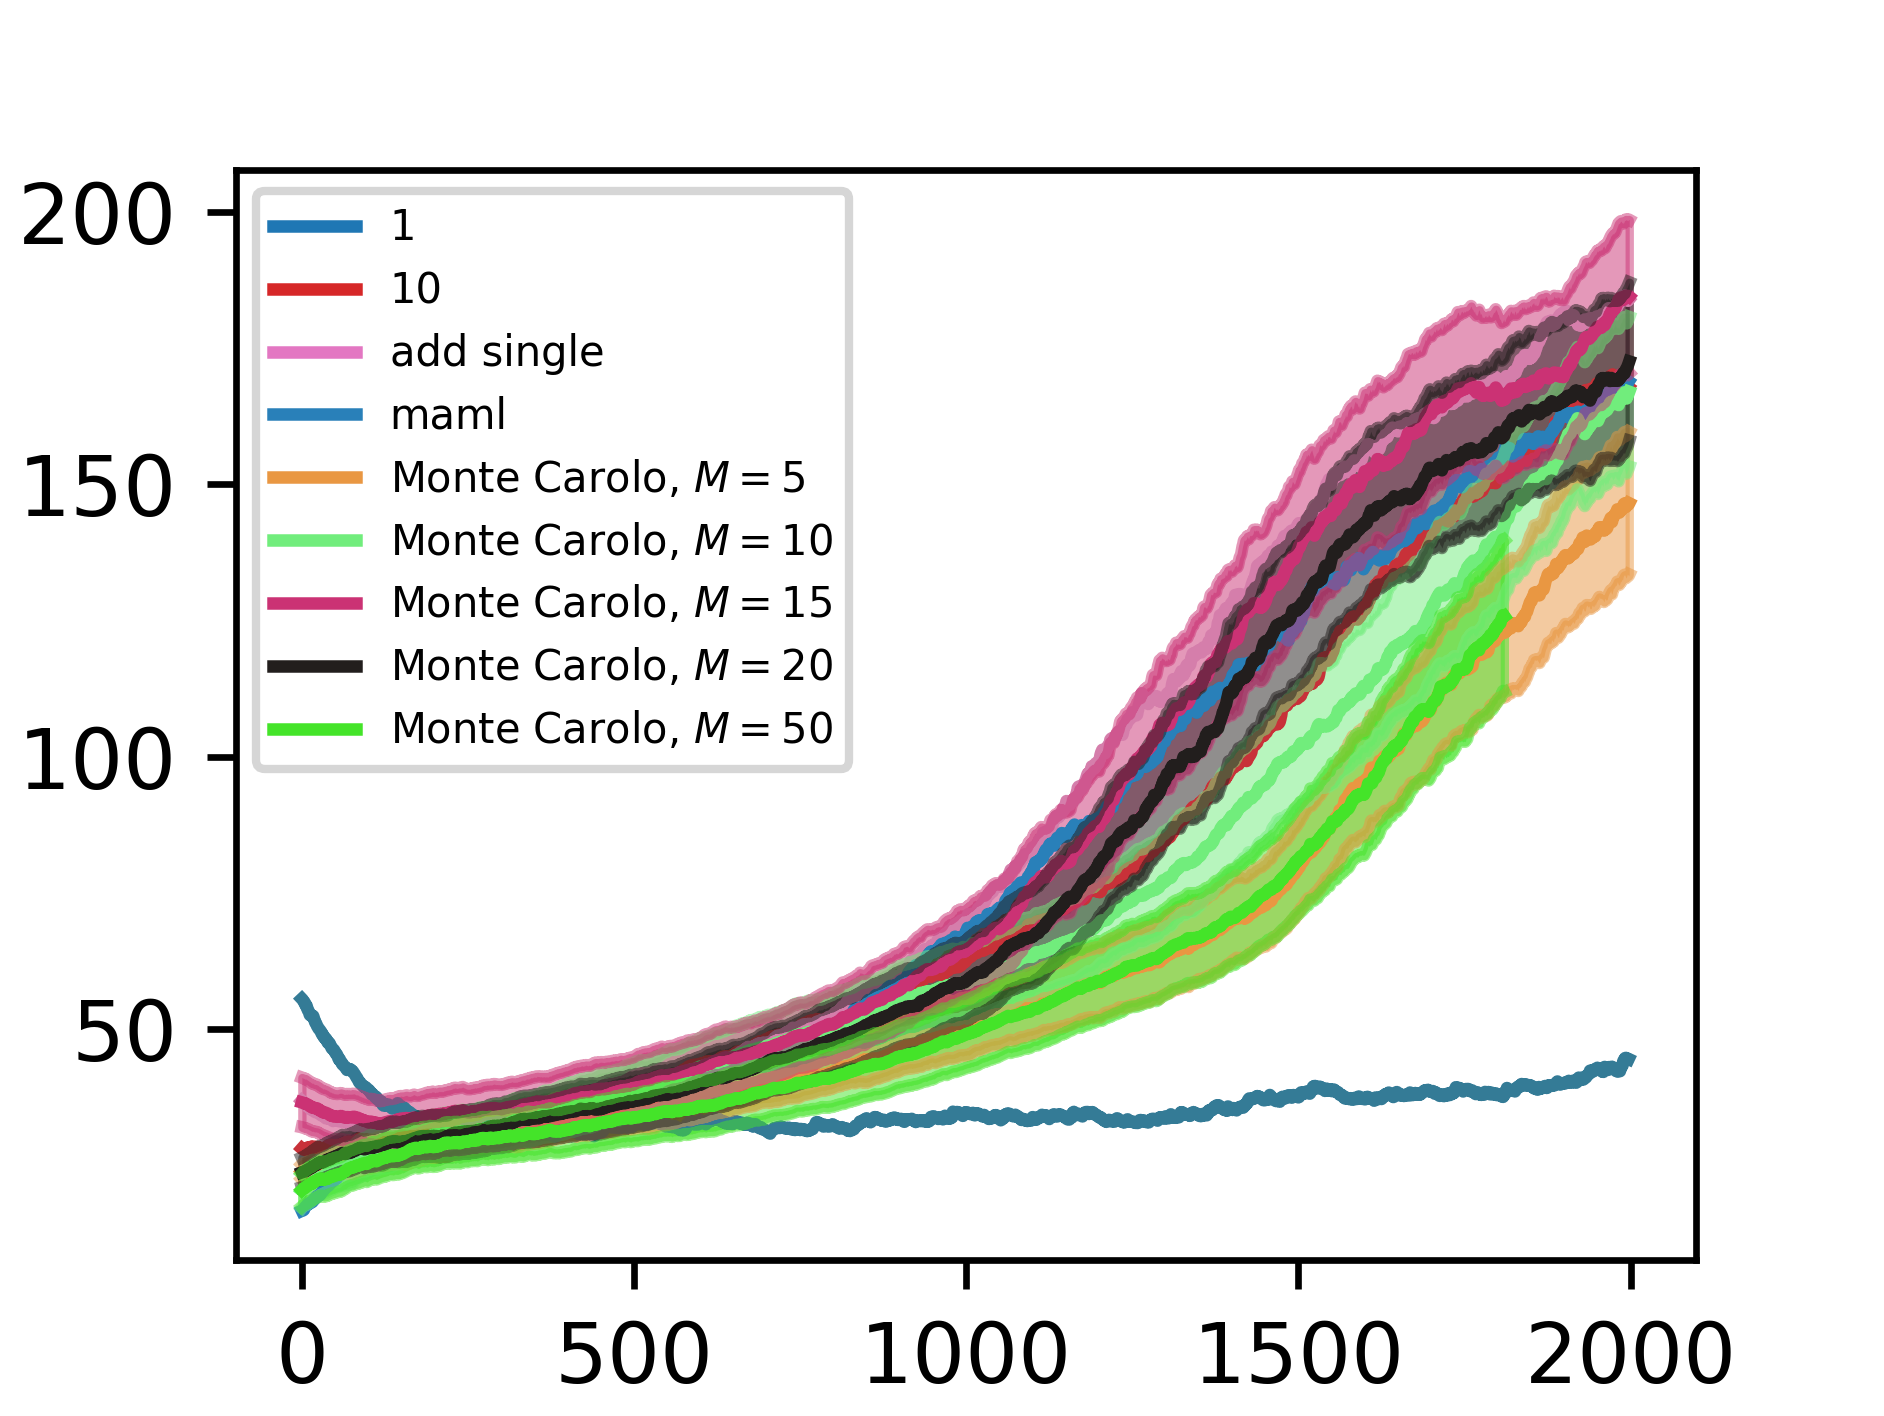 200
150
100
50
1
10
add single
maml
Monte Carolo, M = 5
Monte Carolo, M = 10
Monte Carolo, M = 15
Monte Carolo, M = 20
Monte Carolo, M = 50
0 500 1000 1500 2000